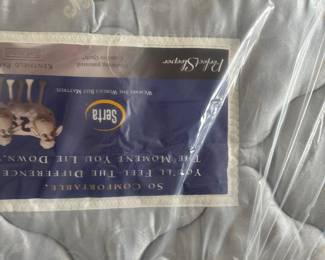 SO COMFORTABLE,
YOU'LL FEEL THE DIFFERENCE
THE MOMENT YOU LIE DOWN.
Serta
WE MAKE THE WORLD'S BEST MATTRESS
Perfect Sleeper
KENTFIELD